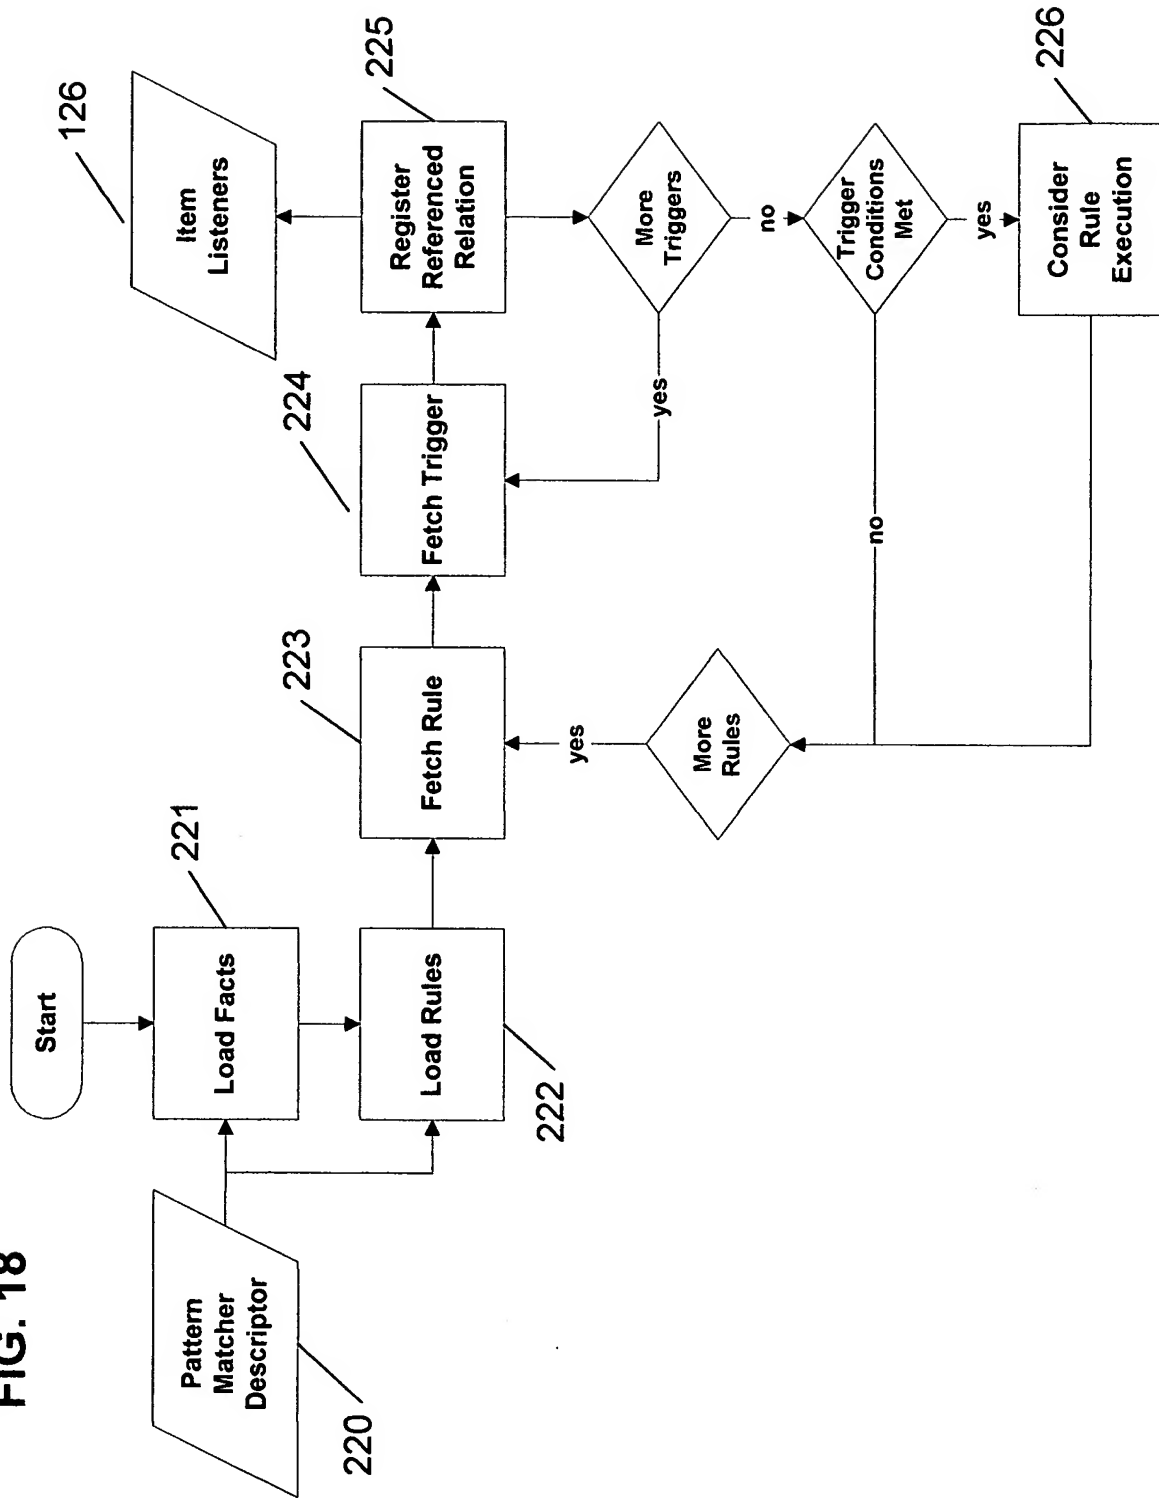 FIG. 18
Start
Pattern
Matcher
Descriptor
220
Load Facts
221
Load Rules
222
Fetch Rule
223
Fetch Trigger
224
Register
Referenced
Relation
225
Item
Listeners
126
More
Triggers
yes
no
Trigger
Conditions
Met
no
yes
Consider
Rule
Execution
226
More
Rules
yes